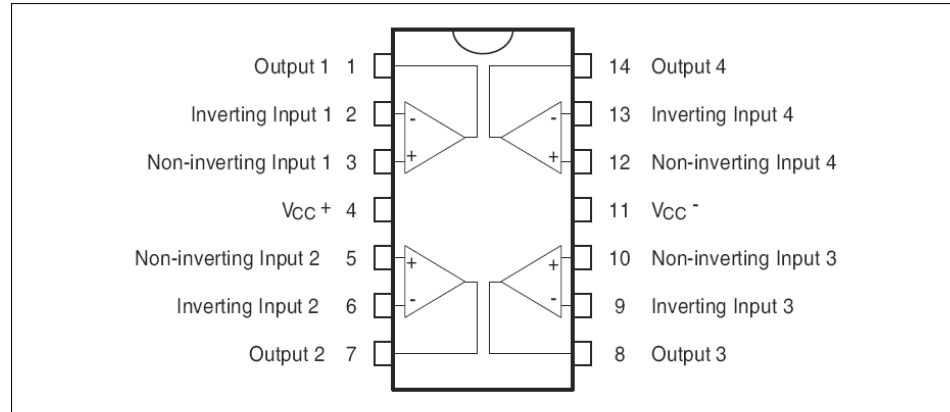 Output 1 1 14 Output 4
Inverting Input 1 2 - - 13 Inverting Input 4
Non-inverting Input 1 3 + + 12 Non-inverting Input 4
VCC + 4 11 VCC -
Non-inverting Input 2 5 + + 10 Non-inverting Input 3
Inverting Input 2 6 - - 9 Inverting Input 3
Output 2 7 8 Output 3